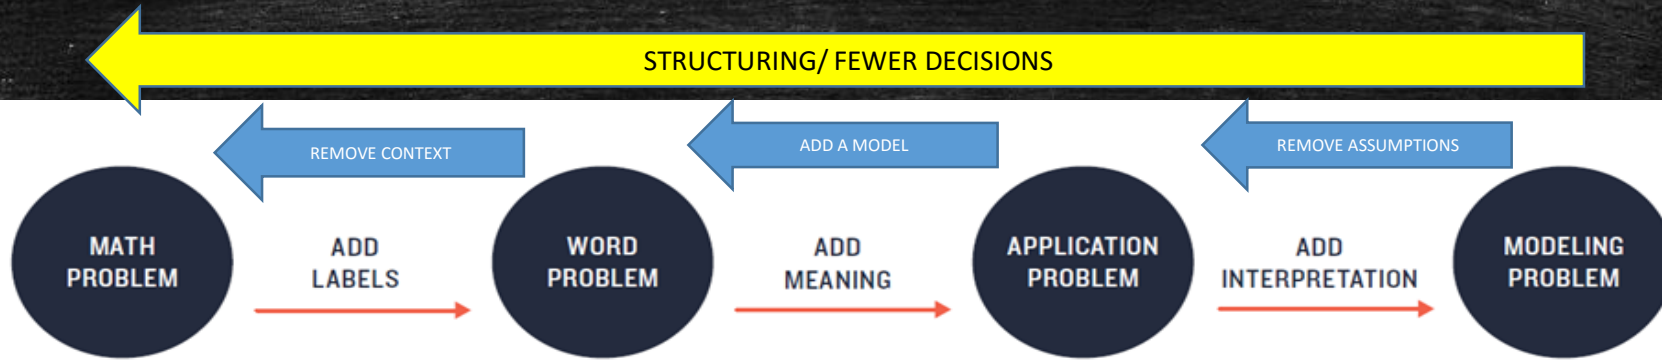 STRUCTURING/ FEWER DECISIONS
REMOVE CONTEXT
ADD A MODEL
REMOVE ASSUMPTIONS
MATH
PROBLEM
ADD
LABELS
WORD
PROBLEM
ADD
MEANING
APPLICATION
PROBLEM
ADD
INTERPRETATION
MODELING
PROBLEM